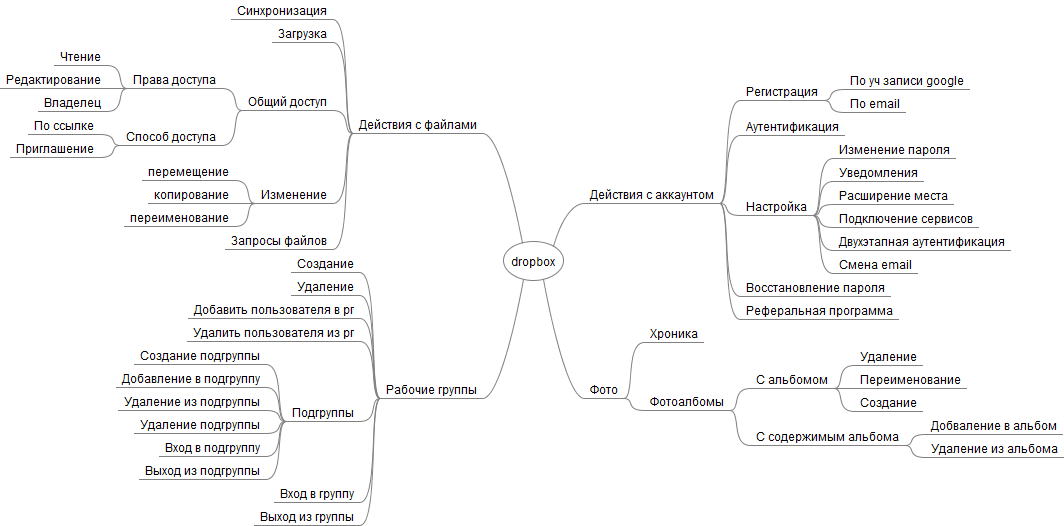 dropbox
Действия с файлами
Синхронизация
Загрузка
Общий доступ
Права доступа
Чтение
Редактирование
Владелец
Способ доступа
По ссылке
Приглашение
Изменение
перемещение
копирование
переименование
Запросы файлов
Рабочие группы
Создание
Удаление
Добавить пользователя в рг
Удалить пользователя из рг
Подгруппы
Создание подгруппы
Добавление в подгруппу
Удаление из подгруппы
Удаление подгруппы
Вход в подгруппу
Выход из подгруппы
Вход в группу
Выход из группы
Действия с аккаунтом
Регистрация
По уч записи google
По email
Аутентификация
Настройка
Изменение пароля
Уведомления
Расширение места
Подключение сервисов
Двухэтапная аутентификация
Смена email
Восстановление пароля
Реферальная программа
Фото
Хроника
Фотоальбомы
С альбомом
Удаление
Переименование
Создание
С содержимым альбома
Добваление в альбом
Удаление из альбома